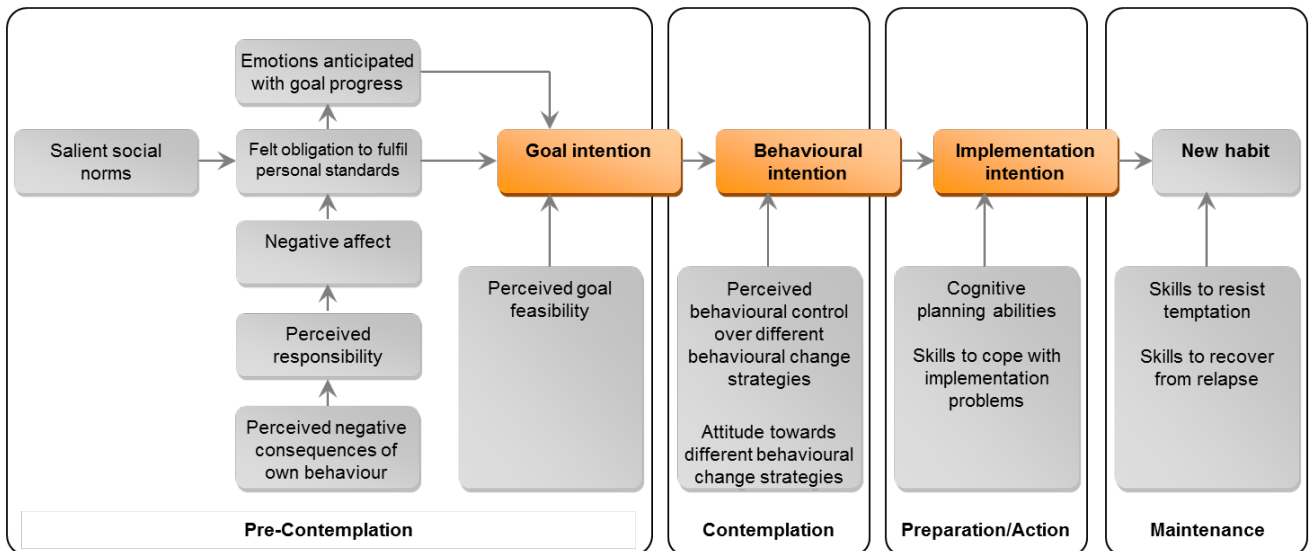 Emotions anticipated
with goal progress
Salient social
norms
Felt obligation to fulfil
personal standards
Goal intention
Behavioural
intention
Implementation
intention
New habit
Negative affect
Perceived
responsibility
Perceived negative
consequences of
own behaviour
Perceived goal
feasibility
Perceived
behavioural control
over different
behavioural change
strategies
Attitude towards
different behavioural
change strategies
Cognitive
planning abilities
Skills to cope with
implementation
problems
Skills to resist
temptation
Skills to recover
from relapse
Pre-Contemplation
Contemplation
Preparation/Action
Maintenance